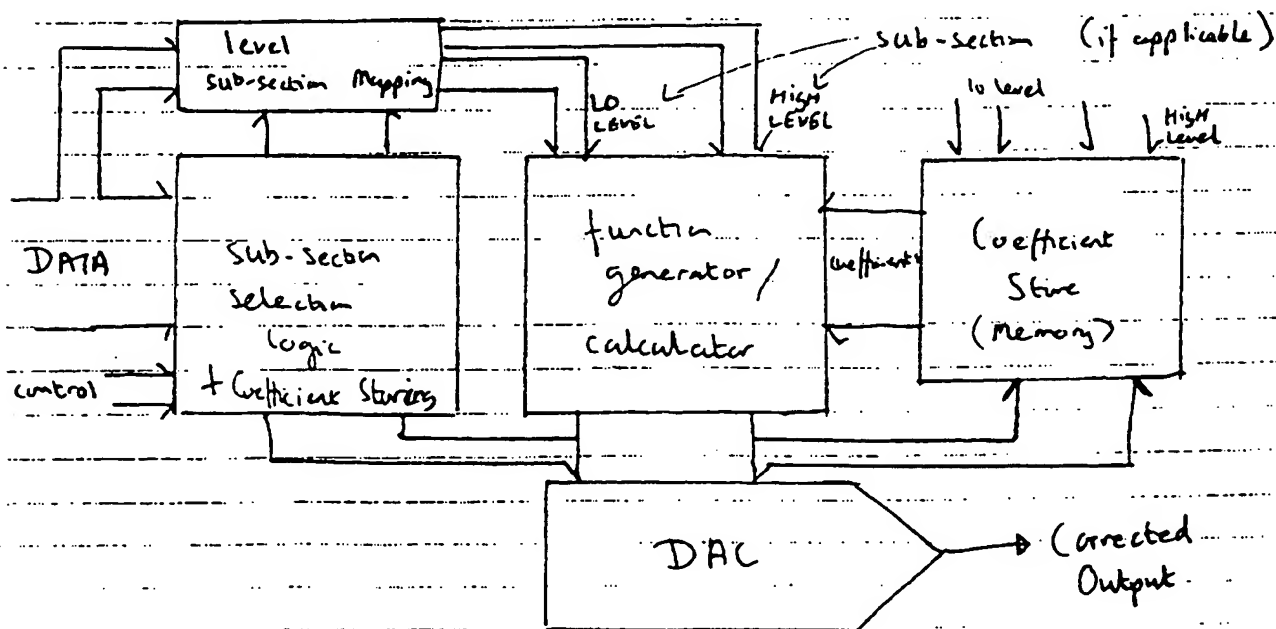 level
sub-section Mapping
sub-section (if applicable)
LO
LEVEL
HIGH
LEVEL
lo level
HIGH
level
DATA
control
Sub-section
selection
logic
+ Coefficient Storing
function
generator/
calculator
coefficients
Coefficient
Store
(Memory)
DAC
Corrected
Output